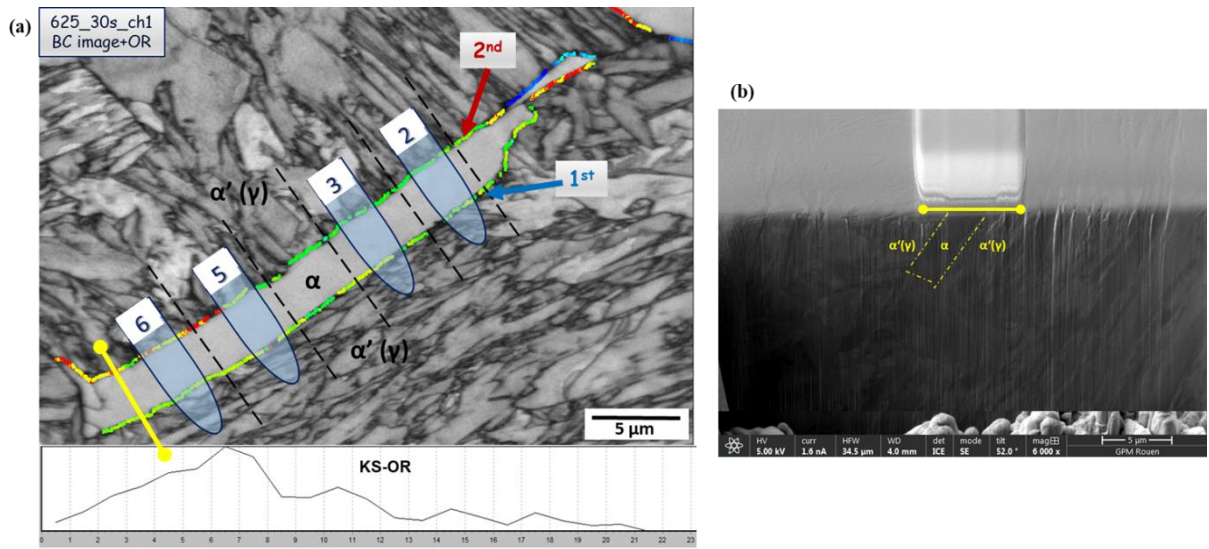 (a)
625_30s_ch1
BC image+OR
2nd
1st
2
3
5
6
α' (γ)
α
α' (γ)
5 μm
KS-OR
0 1 2 3 4 5 6 7 8 9 10 11 12 13 14 15 16 17 18 19 20 21 22 23
(b)
α'(γ) α α'(γ)
HV curr HFW WD det mode tilt mag 5 μm
5.00 kV 1.6 nA 34.5 μm 4.0 mm ICE SE 52.0 ° 6 000 x GPM Rouen